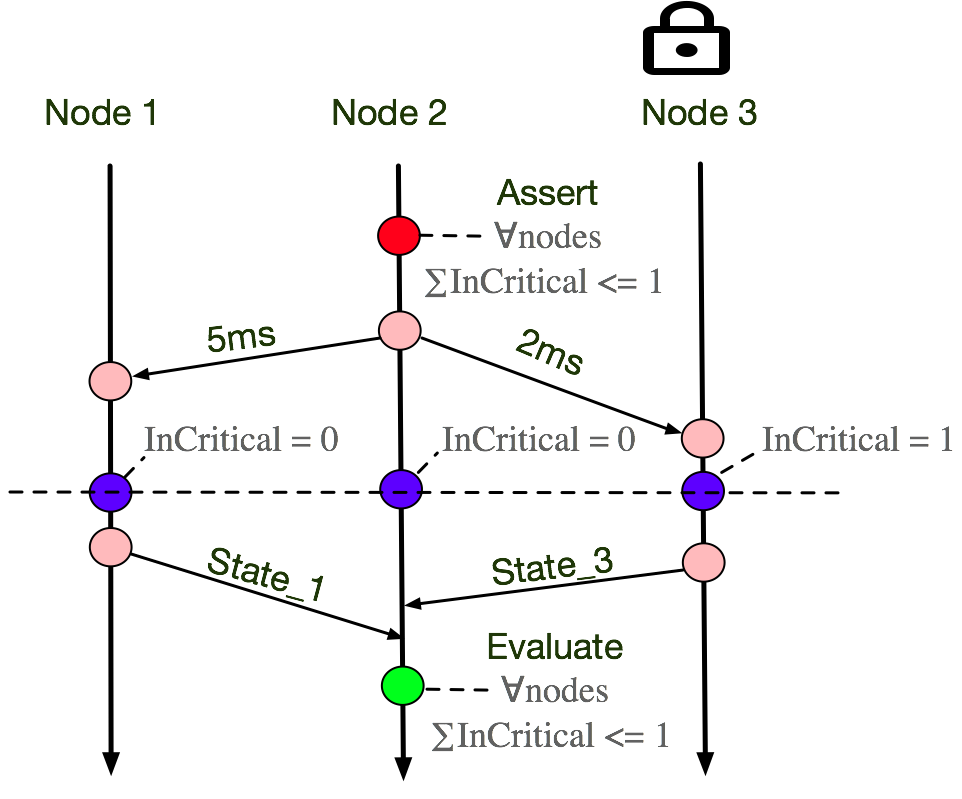 Node 1
Node 2
Node 3
Assert
∀nodes
∑InCritical <= 1
5ms
2ms
InCritical = 0
InCritical = 0
InCritical = 1
State_1
State_3
Evaluate
∀nodes
∑InCritical <= 1